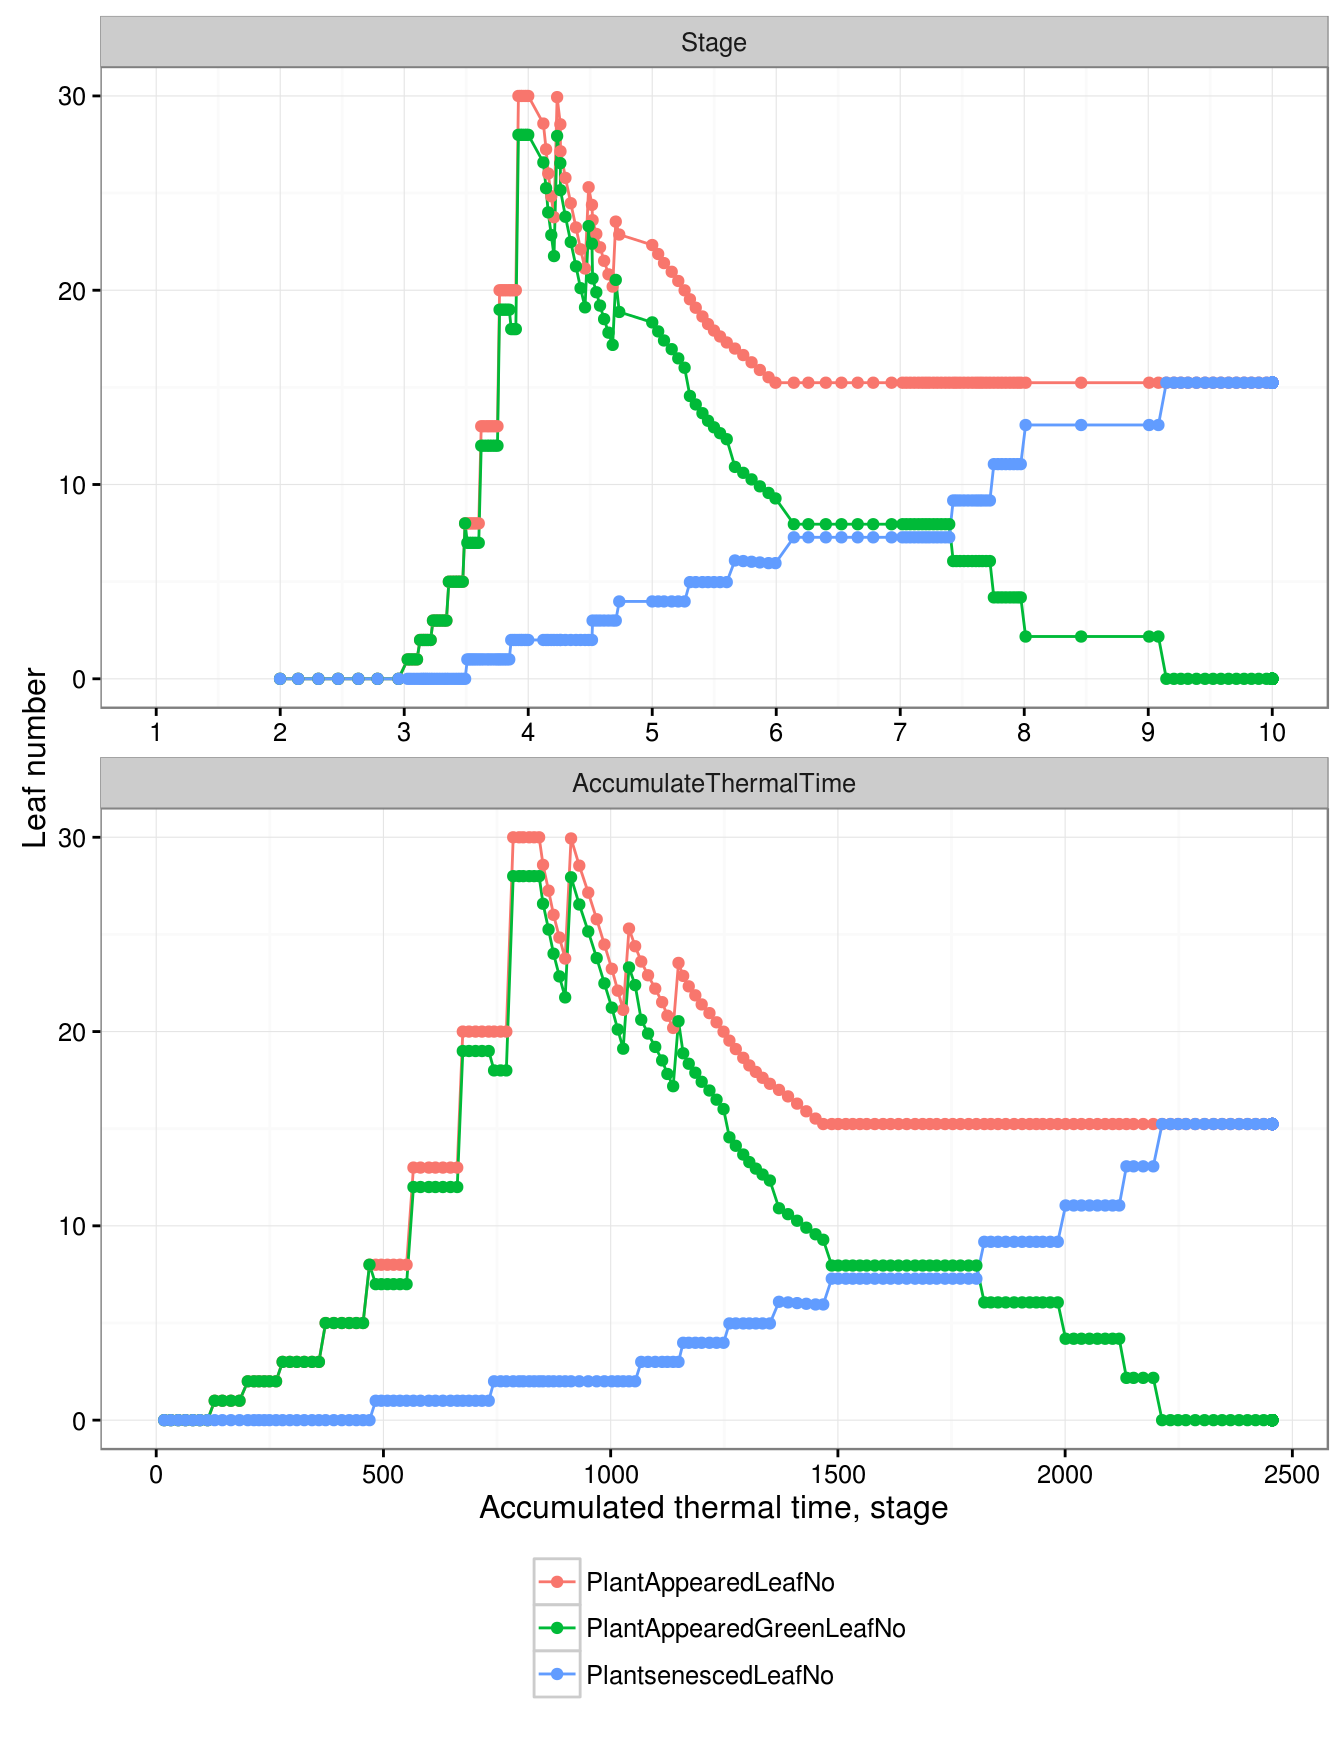 Stage
30
20
10
0
1 2 3 4 5 6 7 8 9 10
Leaf number
AccumulateThermalTime
30
20
10
0
0 500 1000 1500 2000 2500
Accumulated thermal time, stage
PlantAppearedLeafNo
PlantAppearedGreenLeafNo
PlantsenescedLeafNo